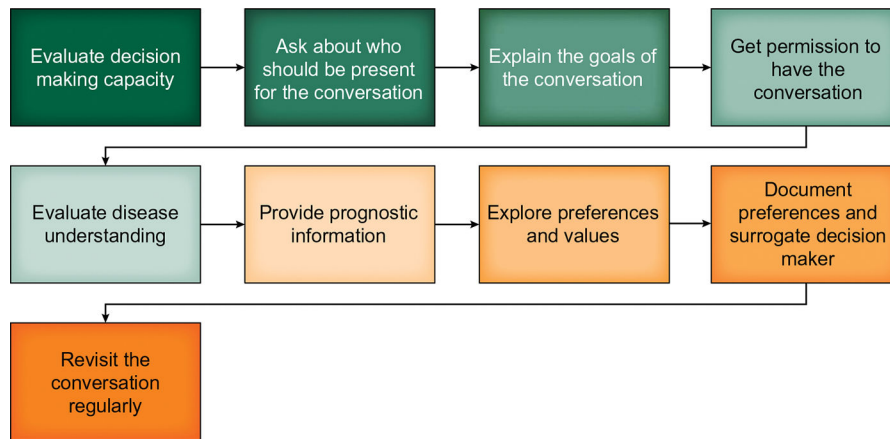 Evaluate decision
making capacity
Ask about who
should be present
for the conversation
Explain the goals of
the conversation
Get permission to
have the
conversation
Evaluate disease
understanding
Provide prognostic
information
Explore preferences
and values
Document
preferences and
surrogate decision
maker
Revisit the
conversation
regularly